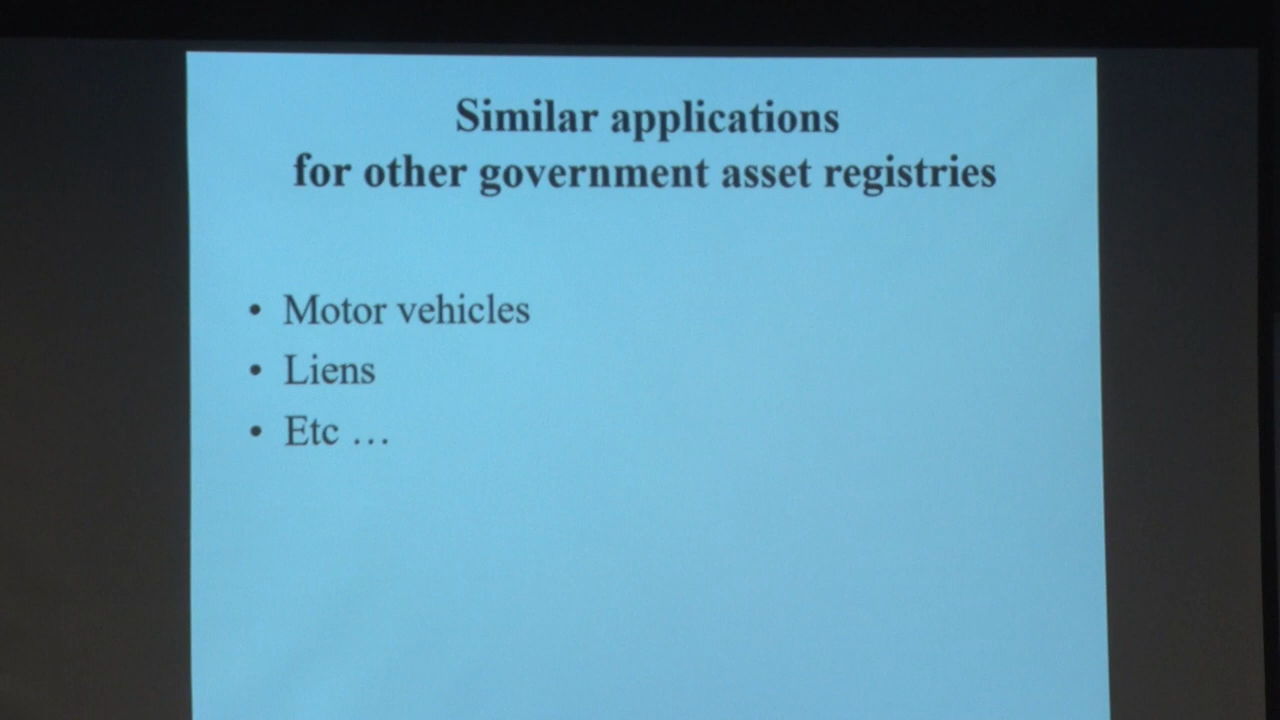 Similar applications
for other government asset registries
• Motor vehicles
• Liens
• Etc …